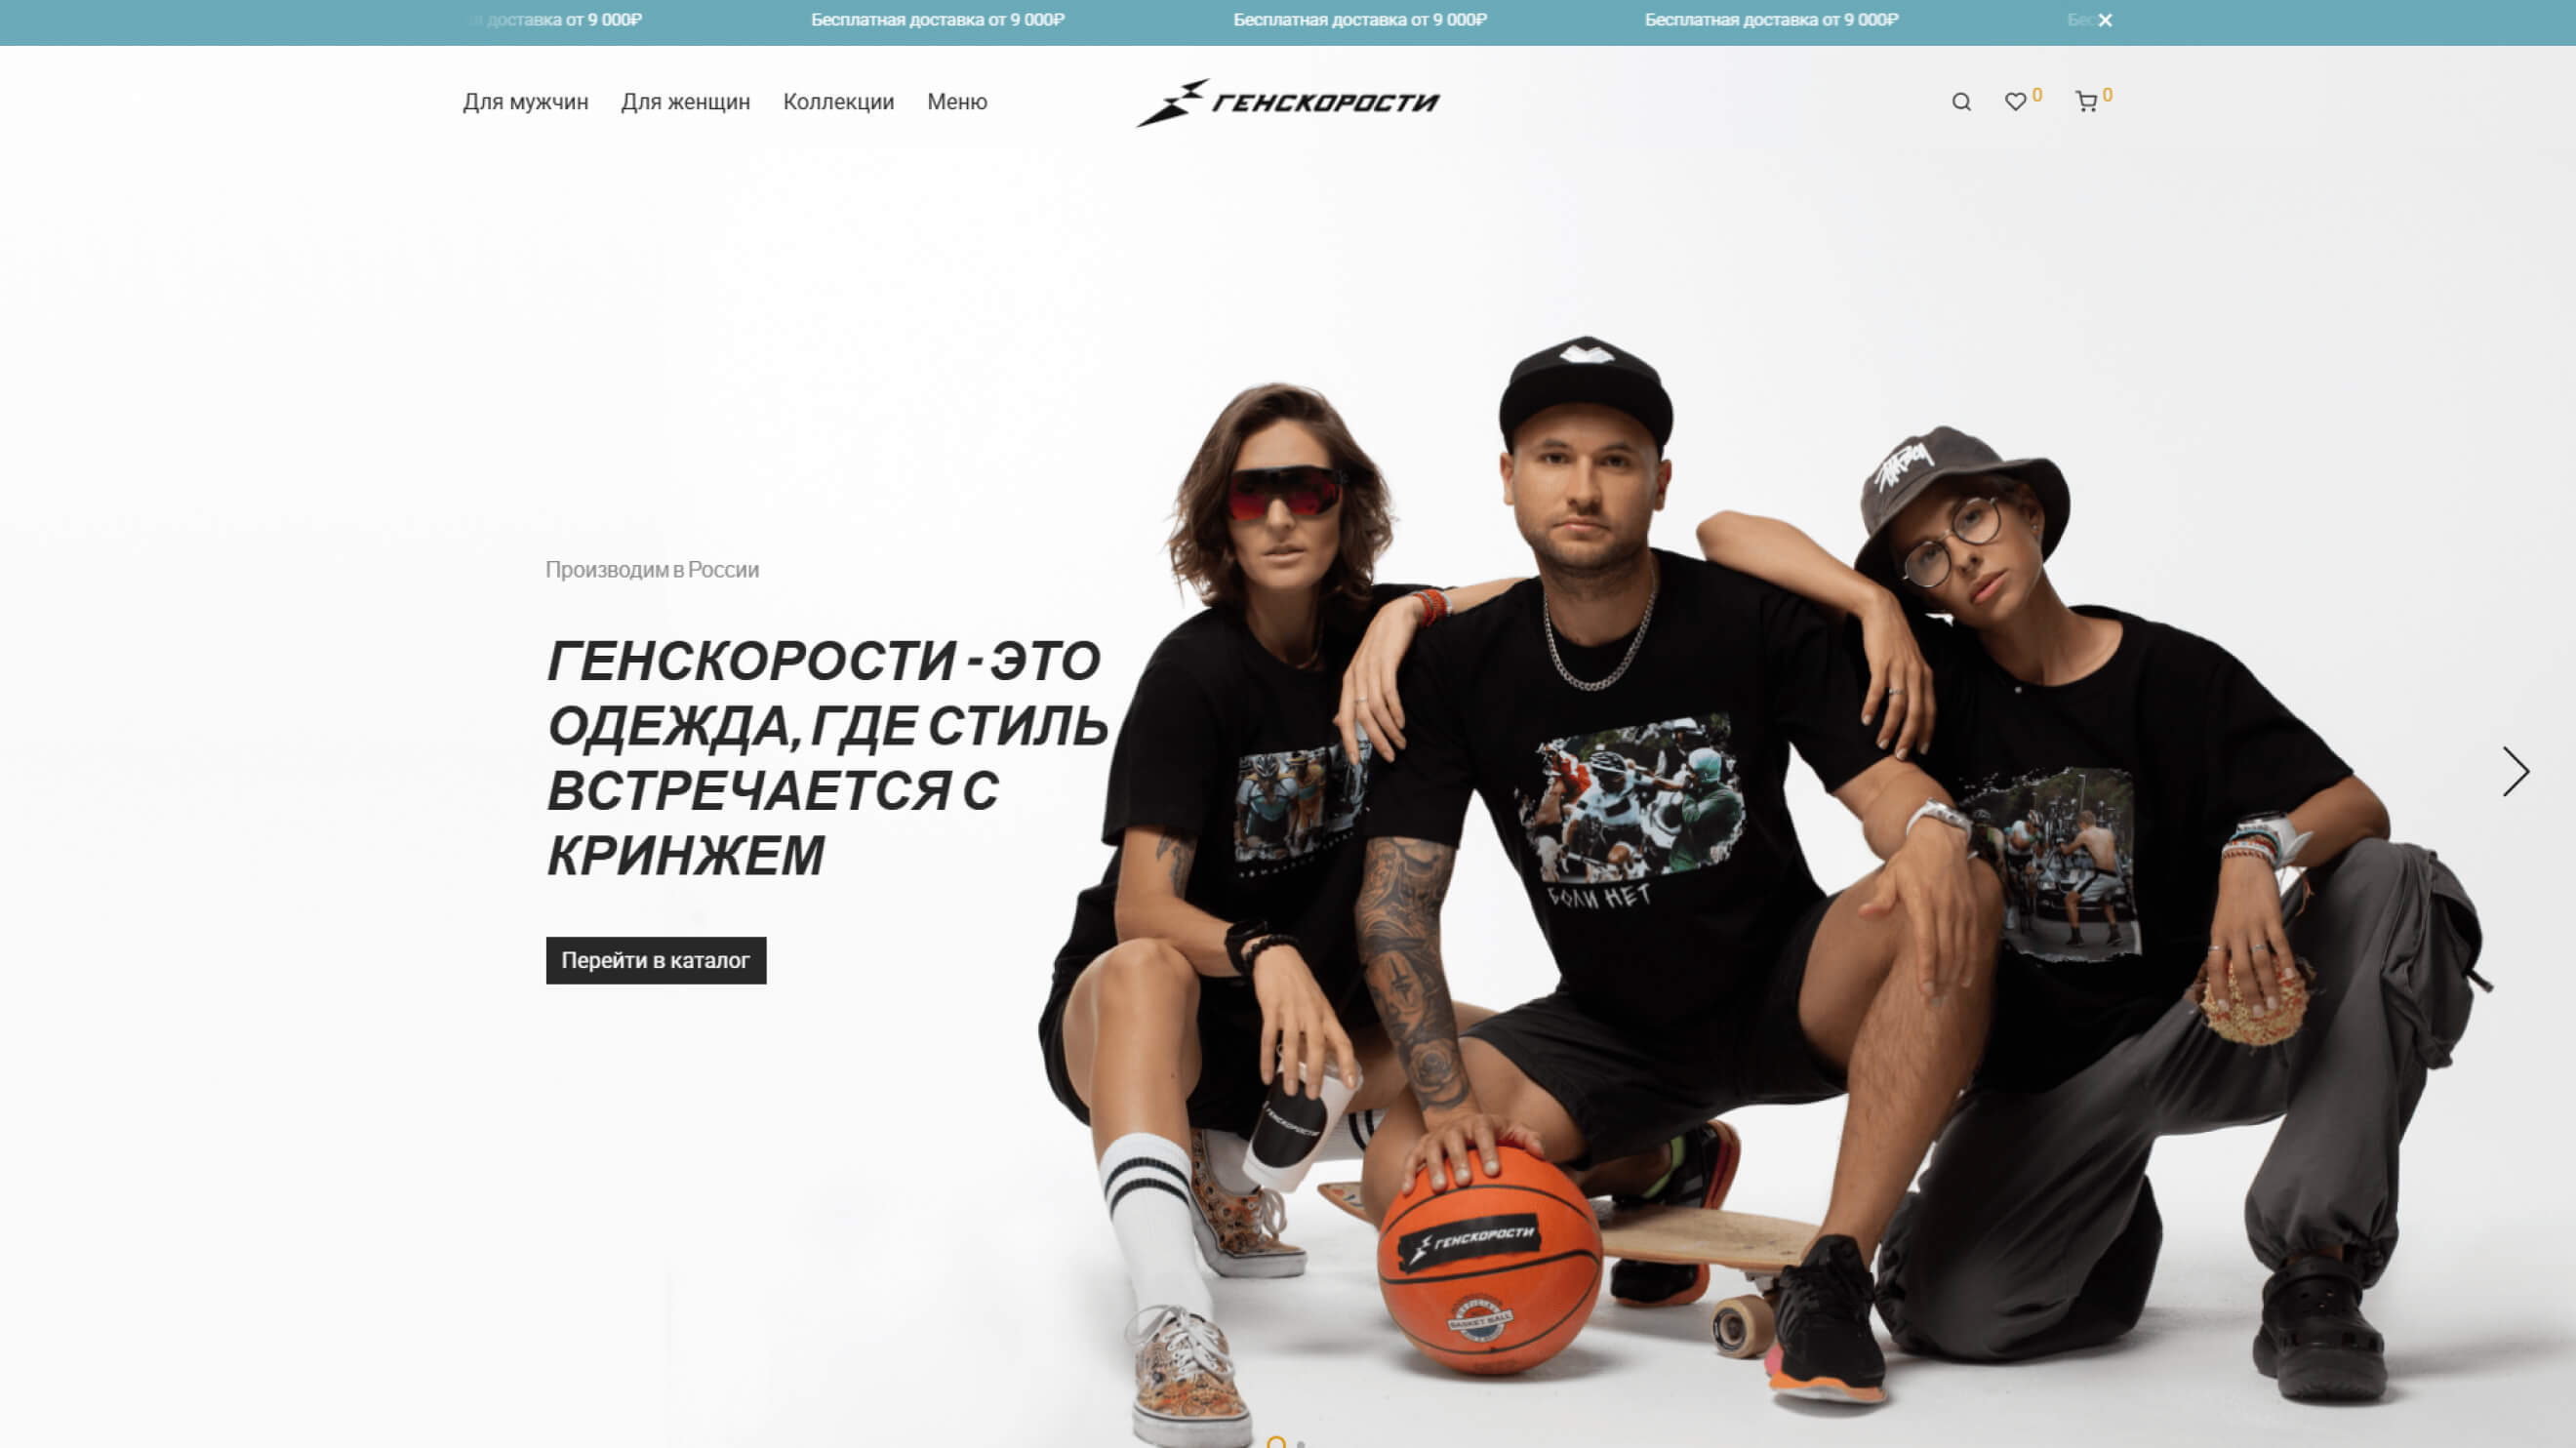 доставка от 9 000₽ Бесплатная доставка от 9 000₽ Бесплатная доставка от 9 000₽ Бесплатная доставка от 9 000₽ Бес
Для мужчин Для женщин Коллекции Меню ГЕНСКОРОСТИ 0 0
Производим в России
ГЕНСКОРОСТИ - ЭТО
ОДЕЖДА, ГДЕ СТИЛЬ
ВСТРЕЧАЕТСЯ С
КРИНЖЕМ
Перейти в каталог
БОЛИ НЕТ
ГЕНСКОРОСТИ
ГЕНСКОРОСТИ
OFFICIAL
BASKET BALL